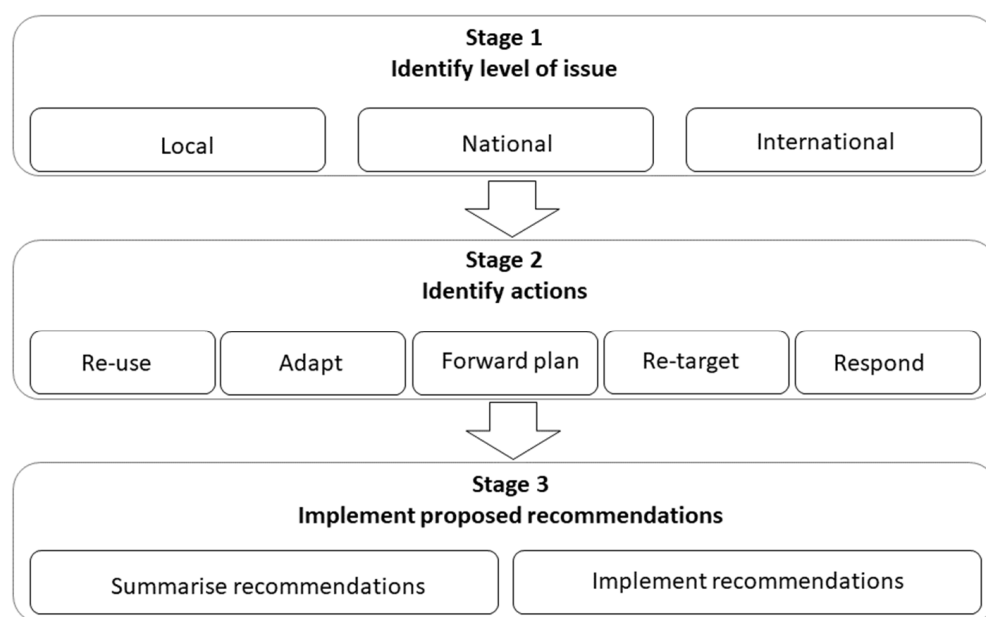 Stage 1
Identify level of issue
Local
National
International
Stage 2
Identify actions
Re-use
Adapt
Forward plan
Re-target
Respond
Stage 3
Implement proposed recommendations
Summarise recommendations
Implement recommendations